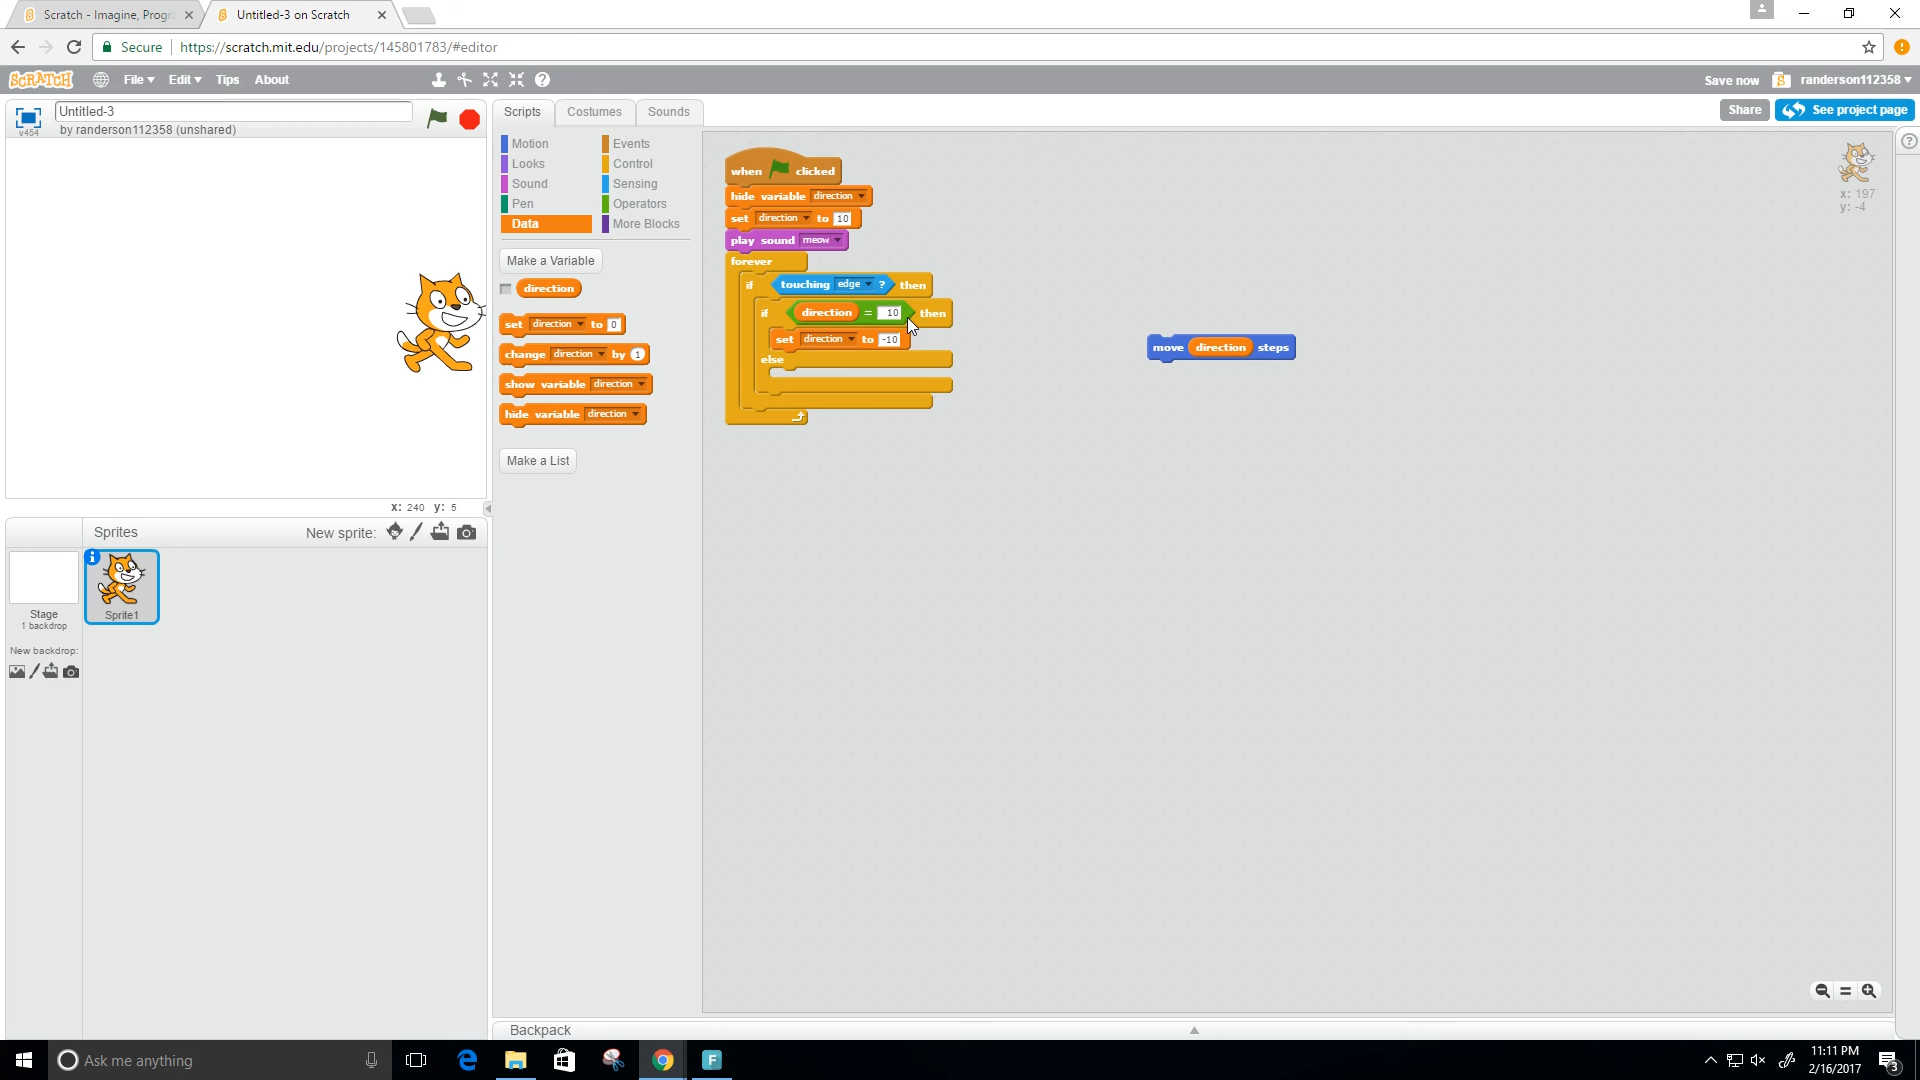 Scratch - Imagine, Progra
Untitled-3 on Scratch
Secure
https://scratch.mit.edu/projects/145801783/#editor
SCRATCH
File
Edit
Tips
About
Save now
randerson112358
Untitled-3
by randerson112358 (unshared)
v454
Scripts
Costumes
Sounds
Share
See project page
Motion
Events
Looks
Control
Sound
Sensing
Pen
Operators
Data
More Blocks
Make a Variable
direction
set direction to 0
change direction by 1
show variable direction
hide variable direction
Make a List
when clicked
hide variable direction
set direction to 10
play sound meow
forever
if touching edge ? then
if direction = 10 then
set direction to -10
else
move direction steps
x: 197
y: -4
X: 240 y: 5
Sprites
New sprite:
Stage
1 backdrop
Sprite1
New backdrop:
Backpack
Ask me anything
11:11 PM
2/16/2017
3